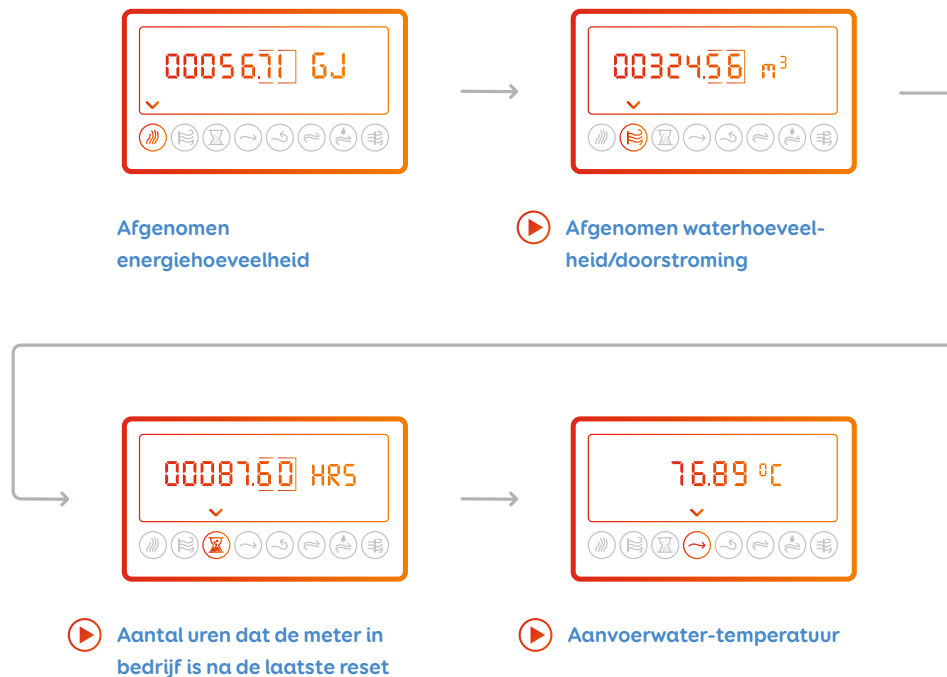 00056.71 GJ
00324.56 m³
Afgenomen
energiehoeveelheid
Afgenomen waterhoeveel-
heid/doorstroming
00087.60 HRS
76.89 °C
Aantal uren dat de meter in
bedrijf is na de laatste reset
Aanvoerwater-temperatuur